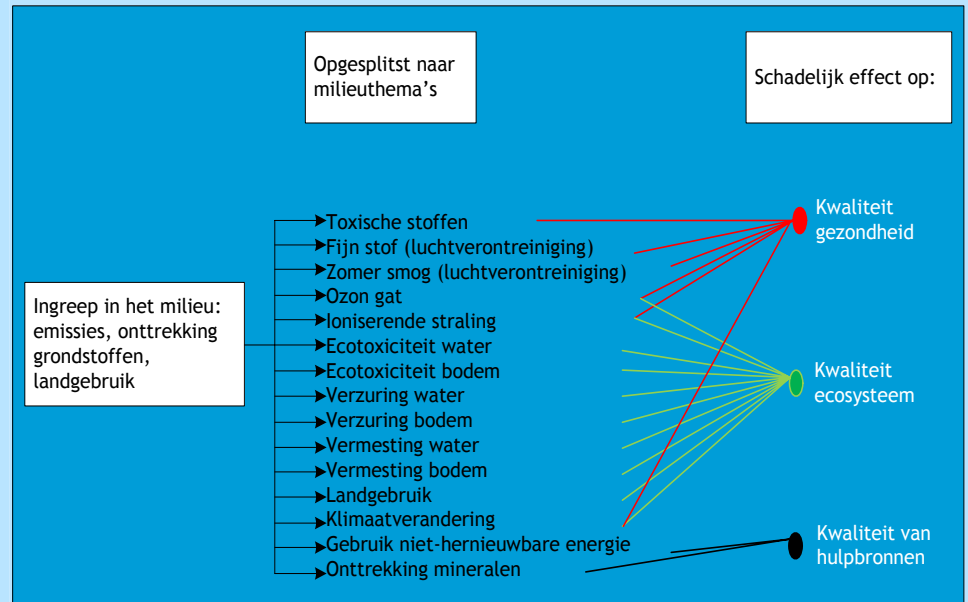 Opgesplitst naar
milieuthema's
Schadelijk effect op:
Ingreep in het milieu:
emissies, onttrekking
grondstoffen,
landgebruik
Toxische stoffen
Fijn stof (luchtverontreiniging)
Zomer smog (luchtverontreiniging)
Ozon gat
Ioniserende straling
Ecotoxiciteit water
Ecotoxiciteit bodem
Verzuring water
Verzuring bodem
Vermesting water
Vermesting bodem
Landgebruik
Klimaatverandering
Gebruik niet-hernieuwbare energie
Onttrekking mineralen
Kwaliteit
gezondheid
Kwaliteit
ecosysteem
Kwaliteit van
hulpbronnen